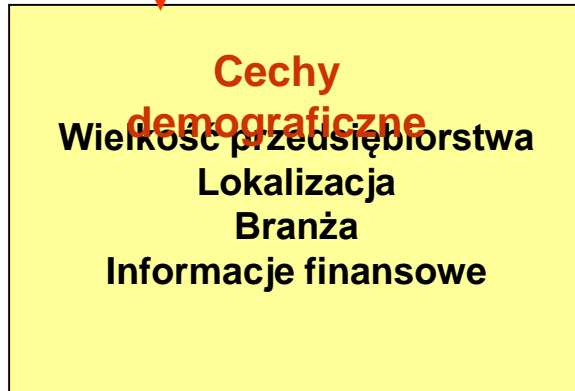 Cechy
demograficzne
Wielkość przedsiębiorstwa
Lokalizacja
Branża
Informacje finansowe